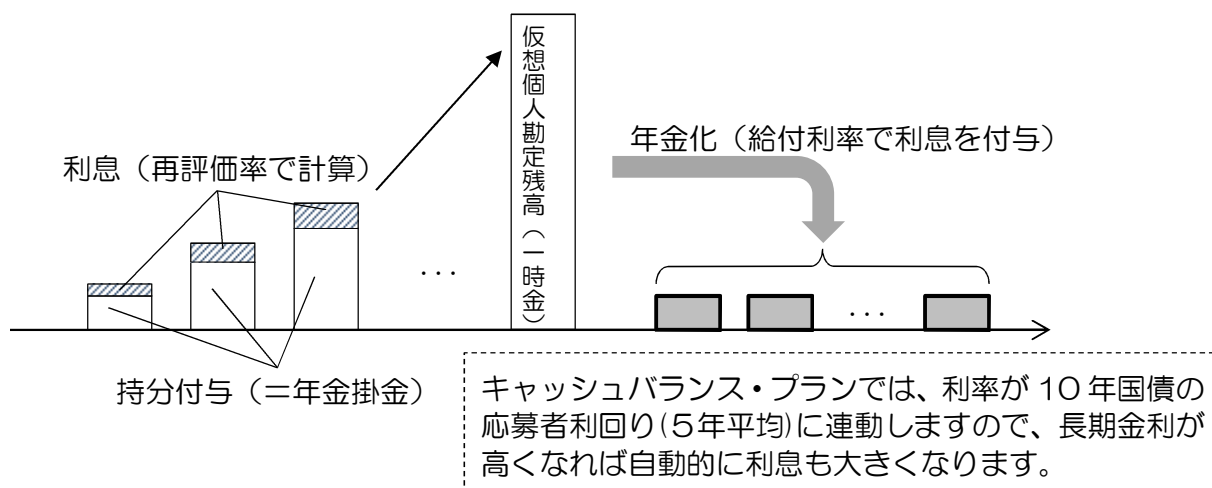 仮想個人勘定残高（一時金）
年金化（給付利率で利息を付与）
利息（再評価率で計算）
・・・
・・・
持分付与（＝年金掛金）
キャッシュバランス・プランでは、利率が 10 年国債の
応募者利回り(５年平均)に連動しますので、長期金利が
高くなれば自動的に利息も大きくなります。